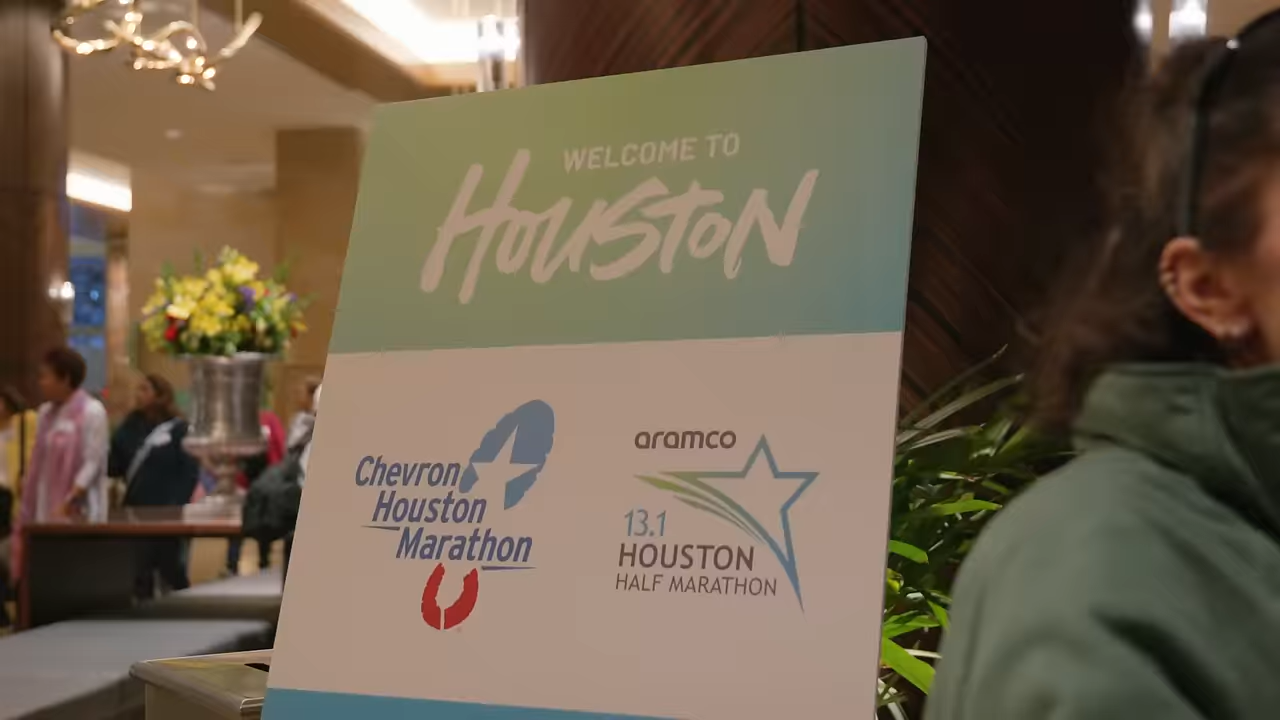 WELCOME TO
HOUSTON
Chevron
Houston
Marathon
aramco
13.1
HOUSTON
HALF MARATHON